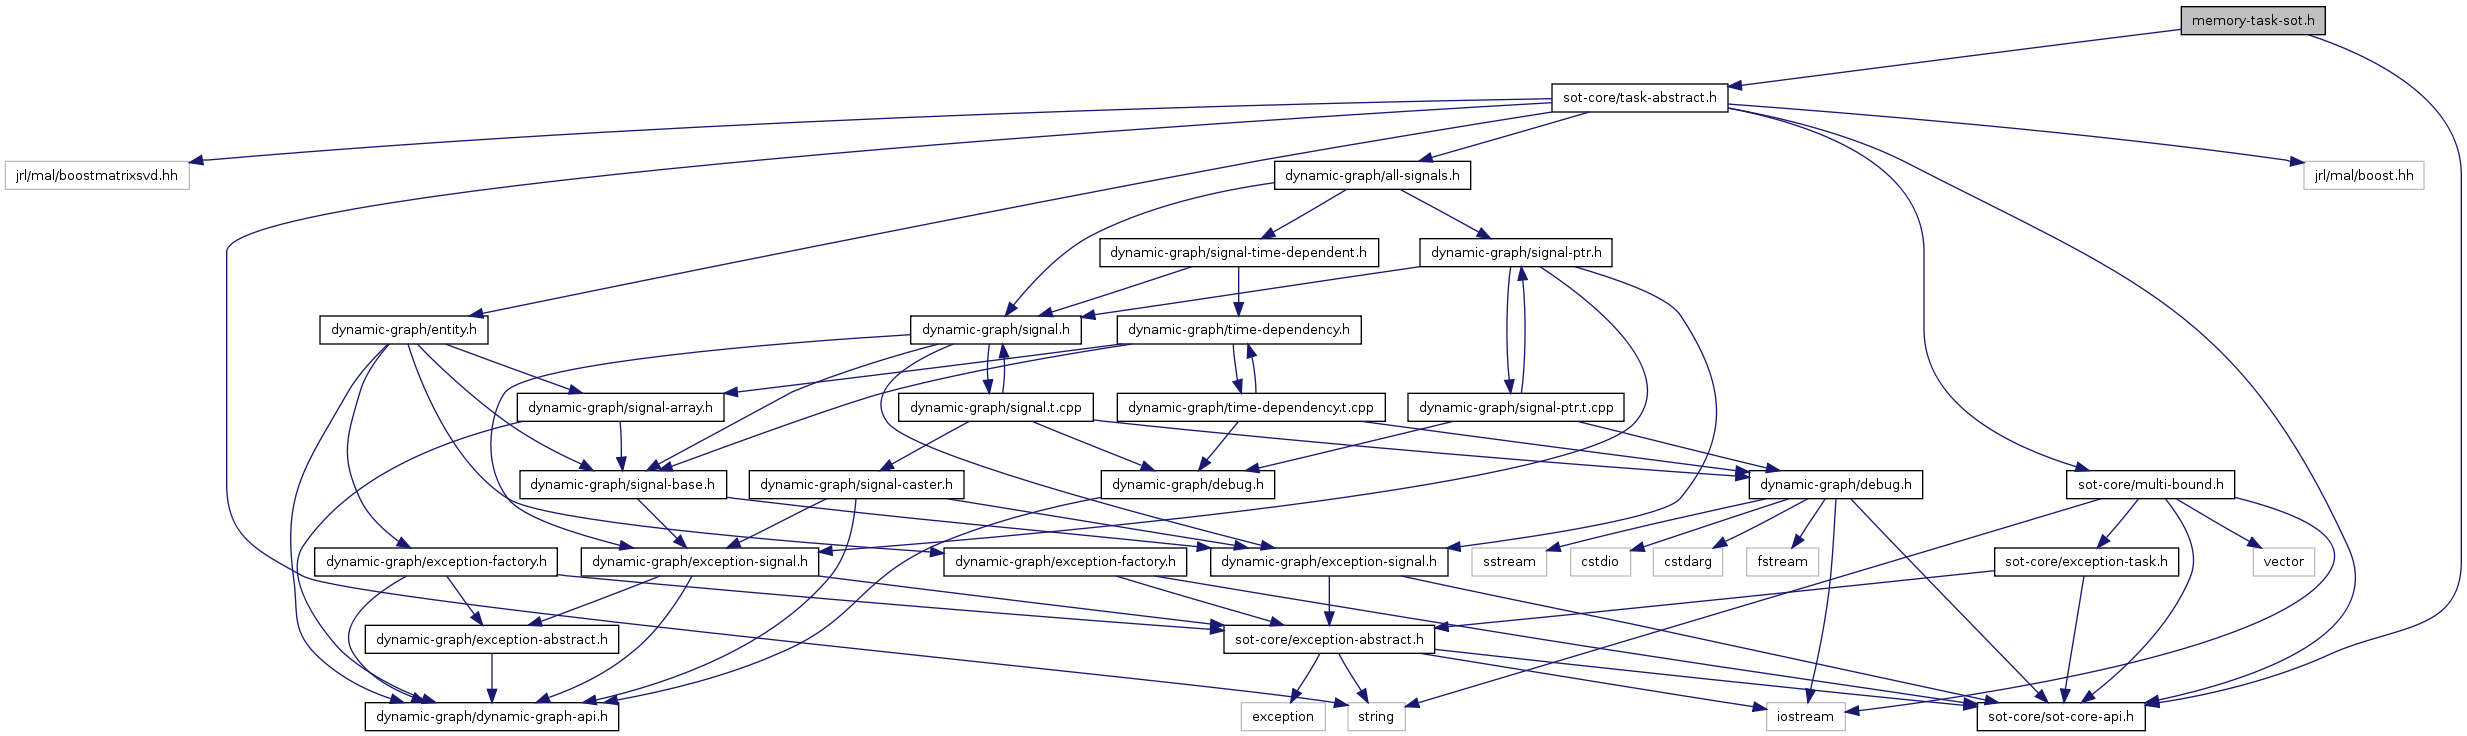 memory-task-sot.h
sot-core/task-abstract.h
jrl/mal/boostmatrixsvd.hh
dynamic-graph/all-signals.h
jrl/mal/boost.hh
dynamic-graph/signal-time-dependent.h
dynamic-graph/signal-ptr.h
dynamic-graph/entity.h
dynamic-graph/signal.h
dynamic-graph/time-dependency.h
dynamic-graph/signal-array.h
dynamic-graph/signal.t.cpp
dynamic-graph/time-dependency.t.cpp
dynamic-graph/signal-ptr.t.cpp
dynamic-graph/signal-base.h
dynamic-graph/signal-caster.h
dynamic-graph/debug.h
dynamic-graph/debug.h
sot-core/multi-bound.h
dynamic-graph/exception-factory.h
dynamic-graph/exception-signal.h
dynamic-graph/exception-factory.h
dynamic-graph/exception-signal.h
sstream
cstdio
cstdarg
fstream
sot-core/exception-task.h
vector
dynamic-graph/exception-abstract.h
sot-core/exception-abstract.h
dynamic-graph/dynamic-graph-api.h
exception
string
iostream
sot-core/sot-core-api.h